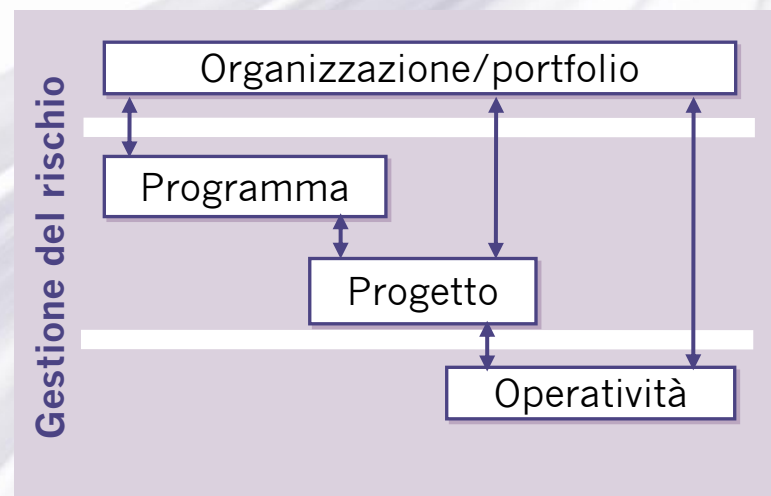 Gestione del rischio
Organizzazione/portfolio
Programma
Progetto
Operatività